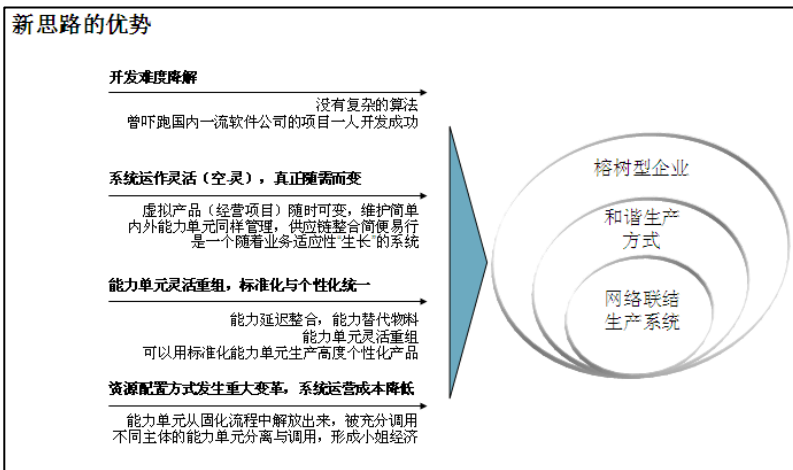 新思路的优势
开发难度降解
没有复杂的算法
曾吓跑国内一流软件公司的项目一人开发成功
系统运作灵活（空灵），真正随需而变
虚拟产品（经营项目）随时可变，维护简单
内外能力单元同样管理，供应链整合简便易行
是一个随着业务适应性“生长”的系统
能力单元灵活重组，标准化与个性化统一
能力延迟整合，能力替代物料
能力单元灵活重组
可以用标准化能力单元生产高度个性化产品
资源配置方式发生重大变革，系统运营成本降低
能力单元从固化流程中解放出来，被充分调用
不同主体的能力单元分离与调用，形成小姐经济
榕树型企业
和谐生产
方式
网络联结
生产系统